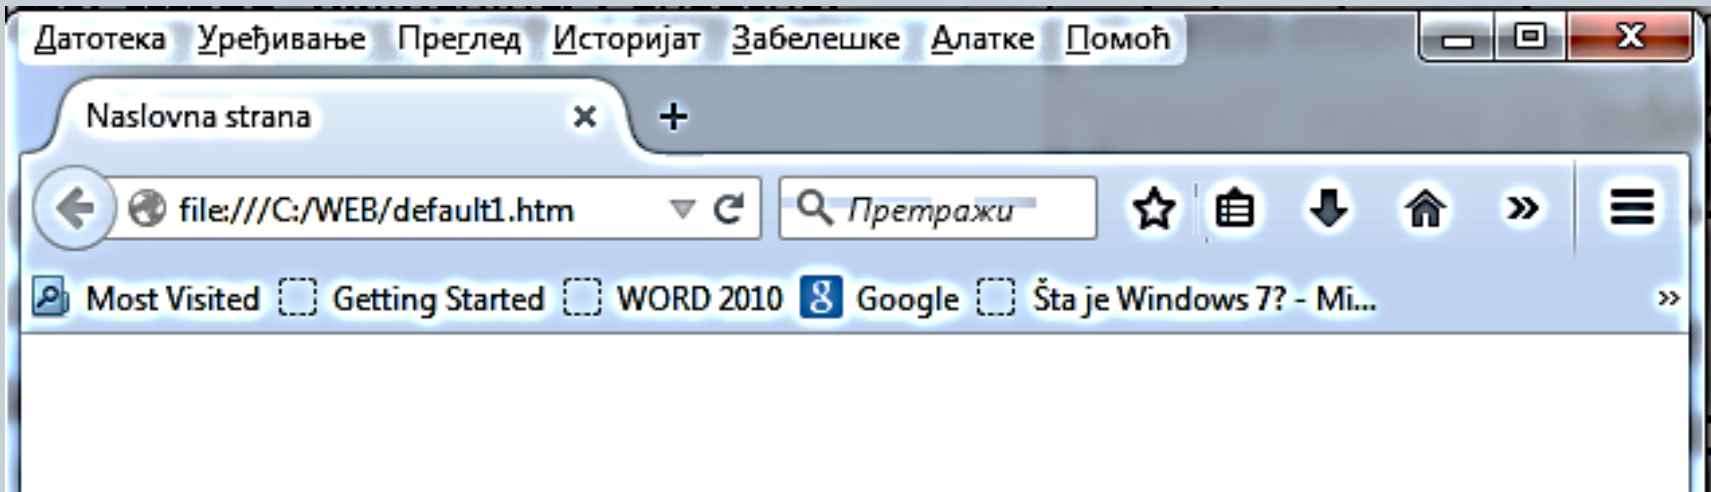 Датотека Уређивање Преглед Историјат Забелешке Алатке Помоћ
Naslovna strana
file:///C:/WEB/default1.htm Претражи
Most Visited Getting Started WORD 2010 Google Šta je Windows 7? - Mi...